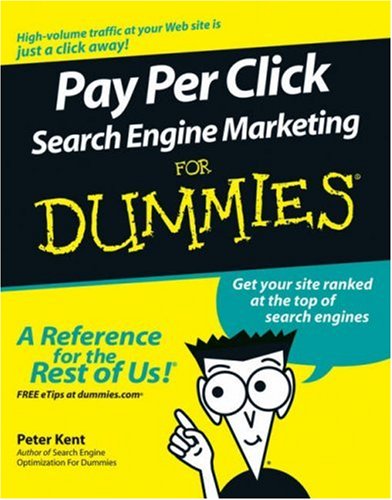 High-volume traffic at your Web site is
just a click away!
Pay Per Click
Search Engine Marketing
FOR
DUMMIES®
Get your site ranked
at the top of
search engines
A Reference
for the
Rest of Us!®
FREE eTips at dummies.com®
Peter Kent
Author of Search Engine
Optimization For Dummies